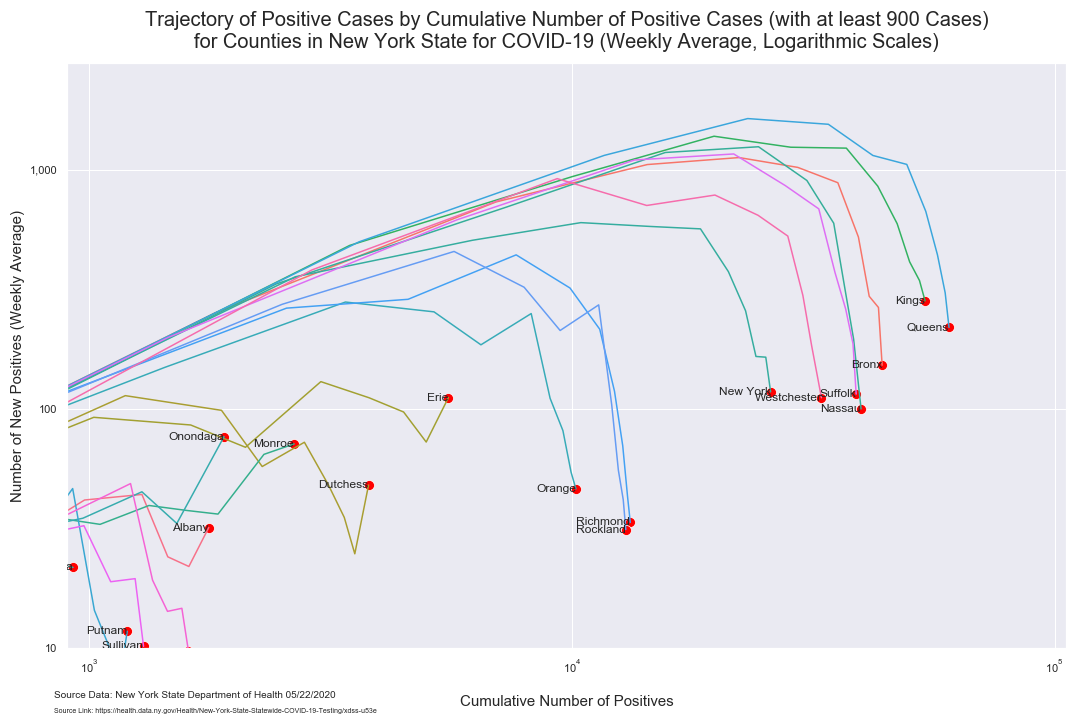 Trajectory of Positive Cases by Cumulative Number of Positive Cases (with at least 900 Cases)
for Counties in New York State for COVID-19 (Weekly Average, Logarithmic Scales)
Number of New Positives (Weekly Average)
1,000
100
10
Kings
Queens
Bronx
New York
Suffolk
Westchester
Nassau
Erie
Onondaga
Monroe
Dutchess
Orange
Richmond
Rockland
Albany
a
Putnam
Sullivan
10³
10⁴
10⁵
Cumulative Number of Positives
Source Data: New York State Department of Health 05/22/2020
Source Link: https://health.data.ny.gov/Health/New-York-State-Statewide-COVID-19-Testing/xdss-u53e